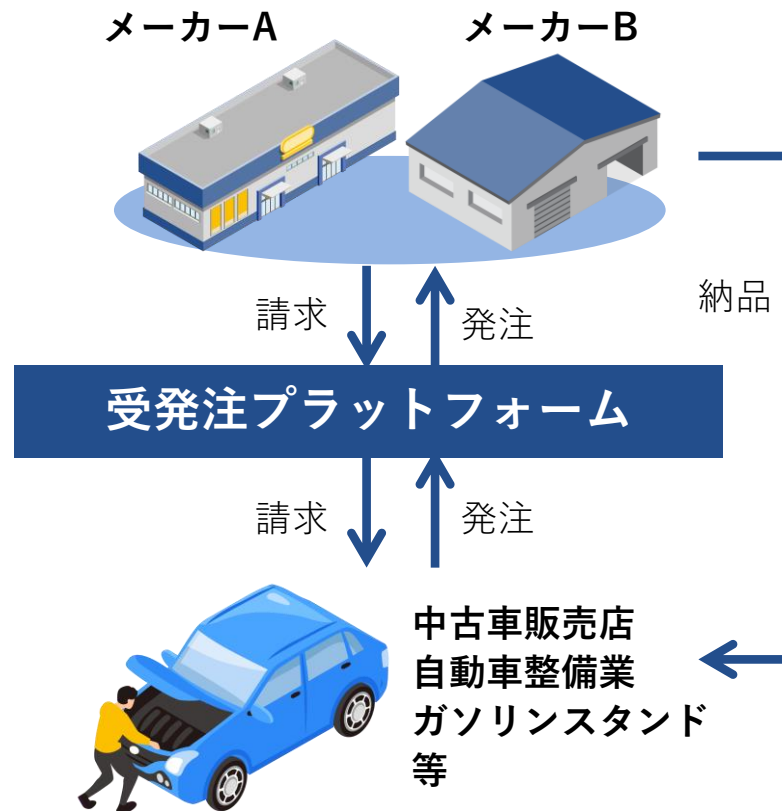 メーカーA
メーカーB
請求
発注
納品
受発注プラットフォーム
請求
発注
中古車販売店
自動車整備業
ガソリンスタンド
等